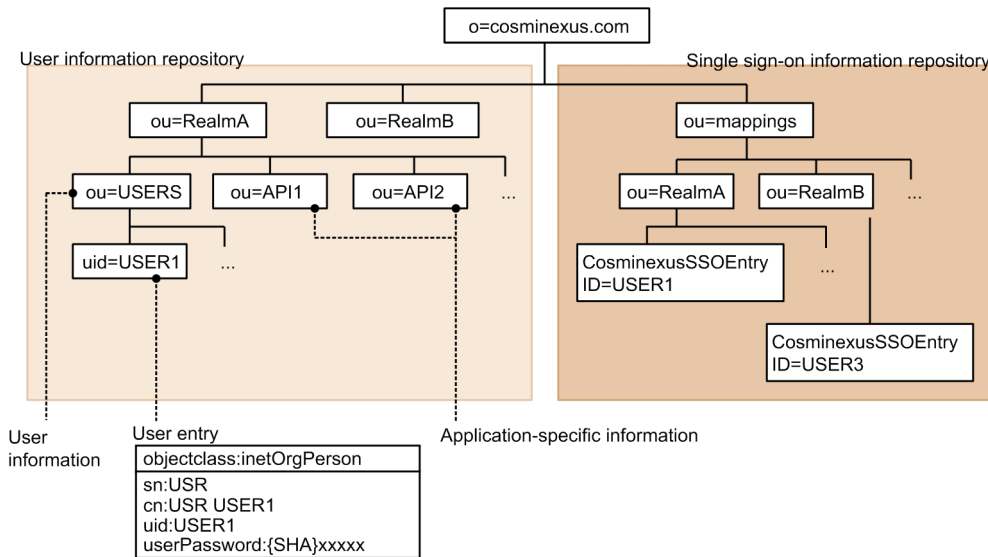 o=cosminexus.com
User information repository
Single sign-on information repository
ou=RealmA
ou=RealmB
ou=mappings
ou=USERS
ou=API1
ou=API2
...
ou=RealmA
ou=RealmB
...
uid=USER1
...
CosminexusSSOEntry
ID=USER1
...
CosminexusSSOEntry
ID=USER3
User
information
User entry
Application-specific information
objectclass:inetOrgPerson
sn:USR
cn:USR USER1
uid:USER1
userPassword:{SHA}xxxxx